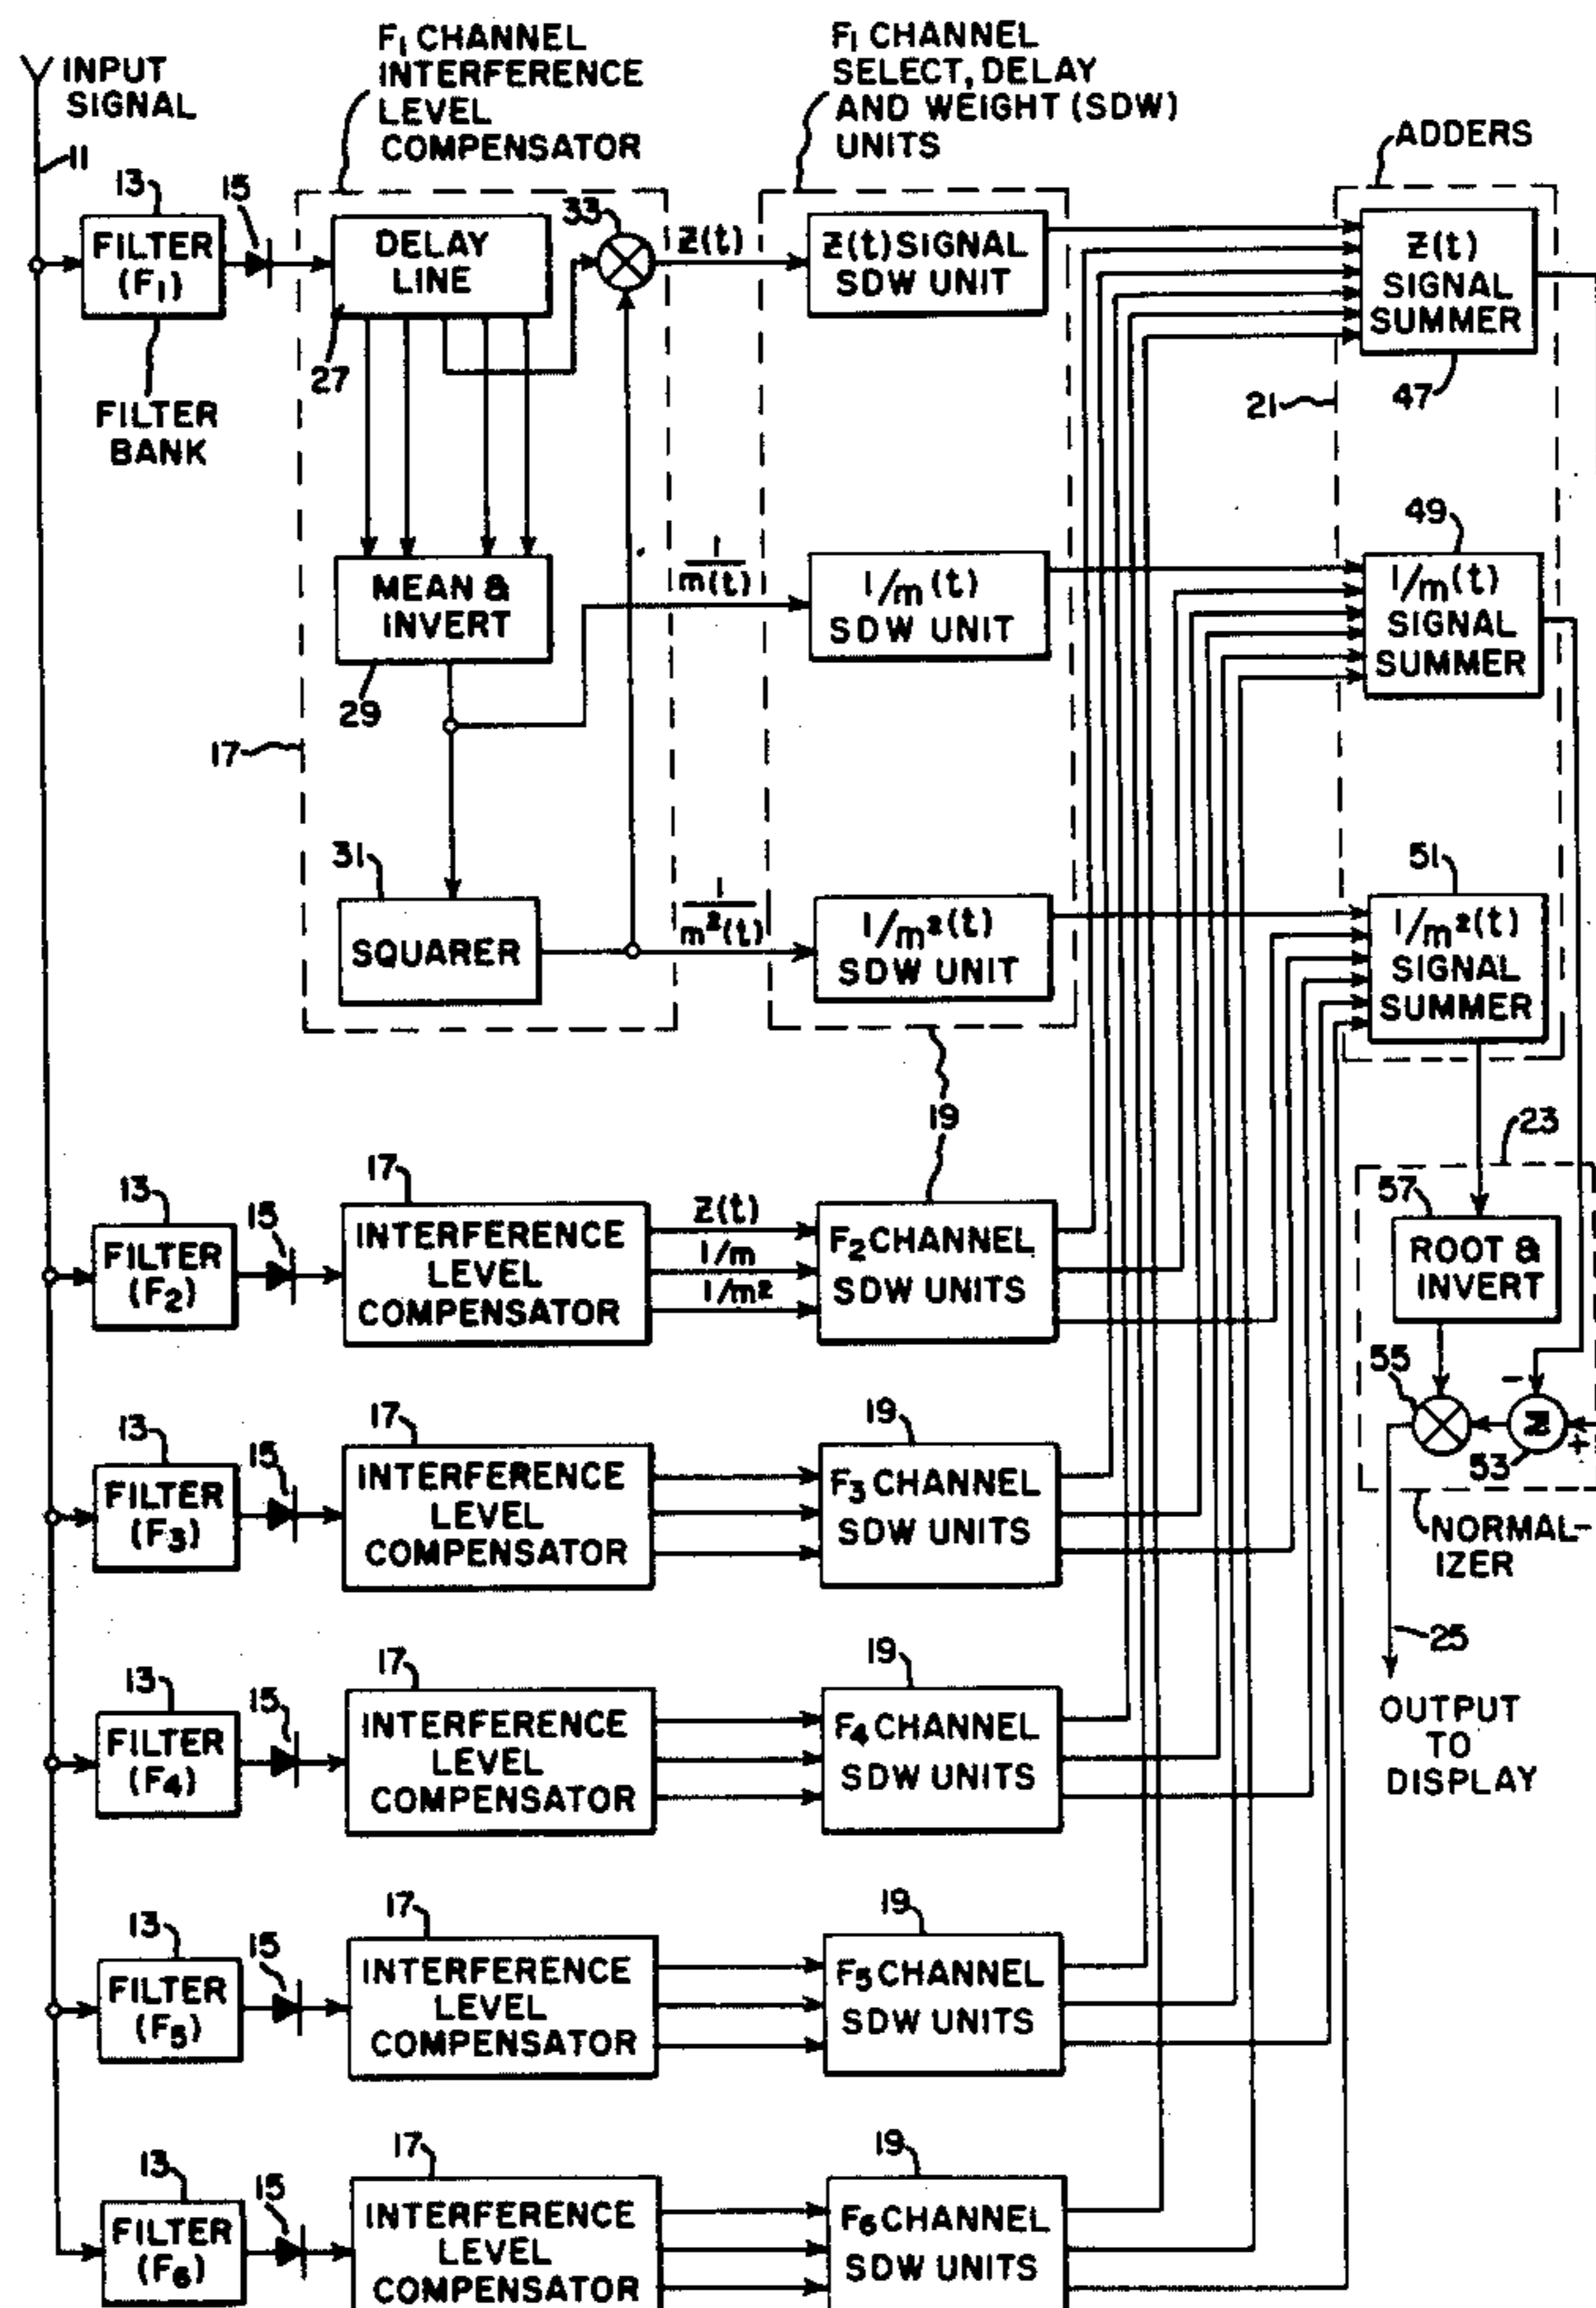 F₁ CHANNEL
INTERFERENCE
LEVEL
COMPENSATOR
F₁ CHANNEL
SELECT, DELAY
AND WEIGHT (SDW)
UNITS
INPUT
SIGNAL
ADDERS
11
13
15
FILTER
(F₁)
FILTER
BANK
DELAY
LINE
27
33
Z(t)
Z(t) SIGNAL
SDW UNIT
Z(t)
SIGNAL
SUMMER
47
21
MEAN &
INVERT
29
1
m(t)
1/m(t)
SDW UNIT
49
1/m(t)
SIGNAL
SUMMER
17
31
SQUARER
1
m²(t)
1/m²(t)
SDW UNIT
51
1/m²(t)
SIGNAL
SUMMER
19
23
13
15
17
FILTER
(F₂)
INTERFERENCE
LEVEL
COMPENSATOR
Z(t)
1/m
1/m²
F₂ CHANNEL
SDW UNITS
57
ROOT &
INVERT
55
-
Σ
+
53
NORMAL-
IZER
25
OUTPUT
TO
DISPLAY
13
15
17
19
FILTER
(F₃)
INTERFERENCE
LEVEL
COMPENSATOR
F₃ CHANNEL
SDW UNITS
13
15
17
19
FILTER
(F₄)
INTERFERENCE
LEVEL
COMPENSATOR
F₄ CHANNEL
SDW UNITS
13
15
17
19
FILTER
(F₅)
INTERFERENCE
LEVEL
COMPENSATOR
F₅ CHANNEL
SDW UNITS
13
15
17
19
FILTER
(F₆)
INTERFERENCE
LEVEL
COMPENSATOR
F₆ CHANNEL
SDW UNITS